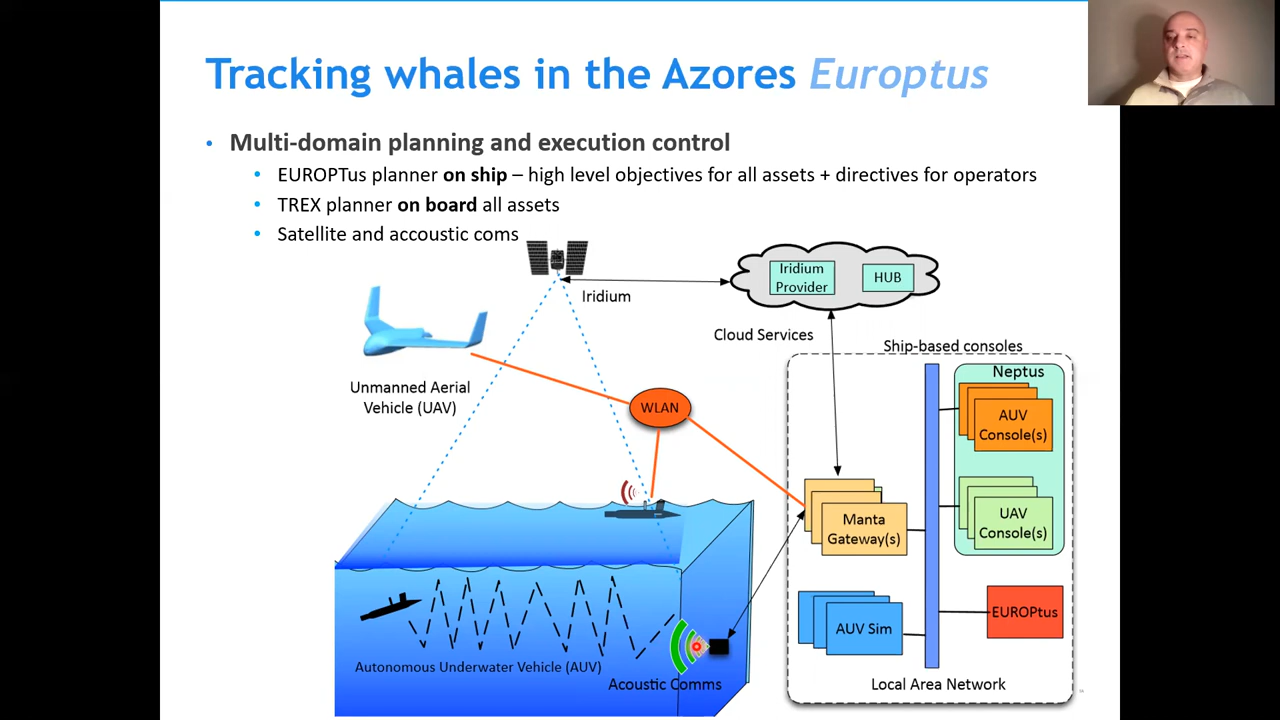 Tracking whales in the Azores Europtus
• Multi-domain planning and execution control
• EUROPTus planner on ship – high level objectives for all assets + directives for operators
• TREX planner on board all assets
• Satellite and accoustic coms
Iridium
Iridium
Provider
HUB
Cloud Services
Unmanned Aerial
Vehicle (UAV)
WLAN
Ship-based consoles
Neptus
AUV
Console(s)
UAV
Console(s)
Manta
Gateway(s)
EUROPtus
AUV Sim
Autonomous Underwater Vehicle (AUV)
Acoustic Comms
Local Area Network